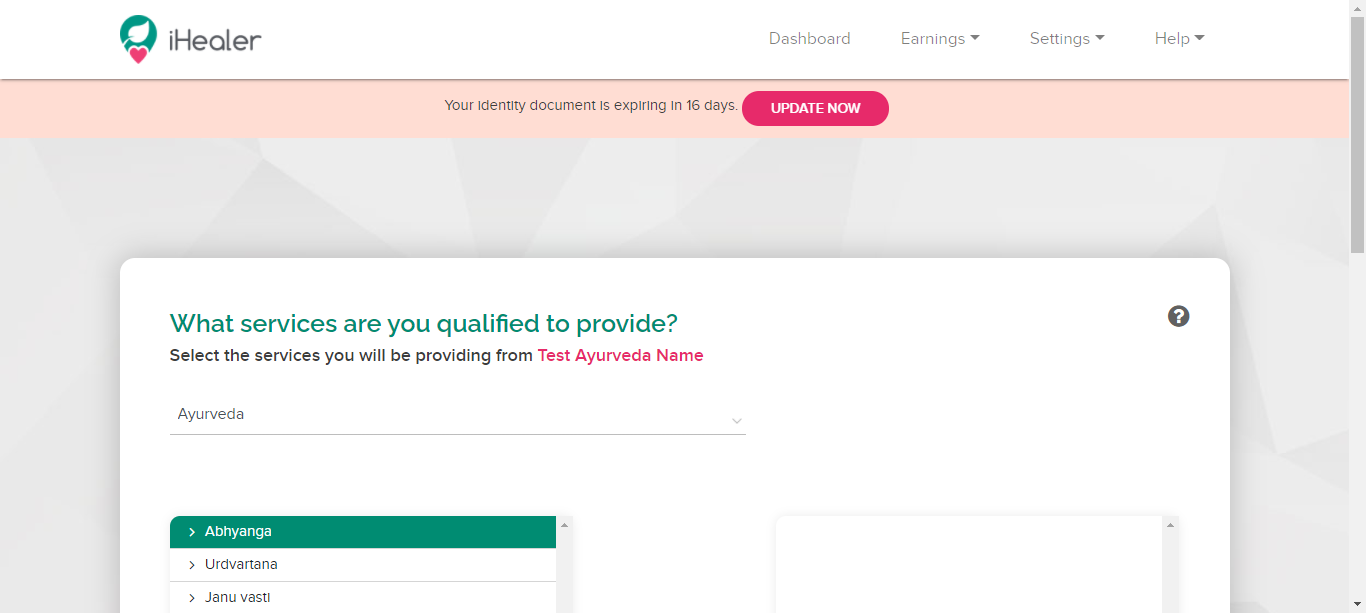 iHealer
Dashboard Earnings Settings Help
Your identity document is expiring in 16 days. UPDATE NOW
What services are you qualified to provide?
?
Select the services you will be providing from Test Ayurveda Name
Ayurveda
Abhyanga
Urdvartana
Janu vasti